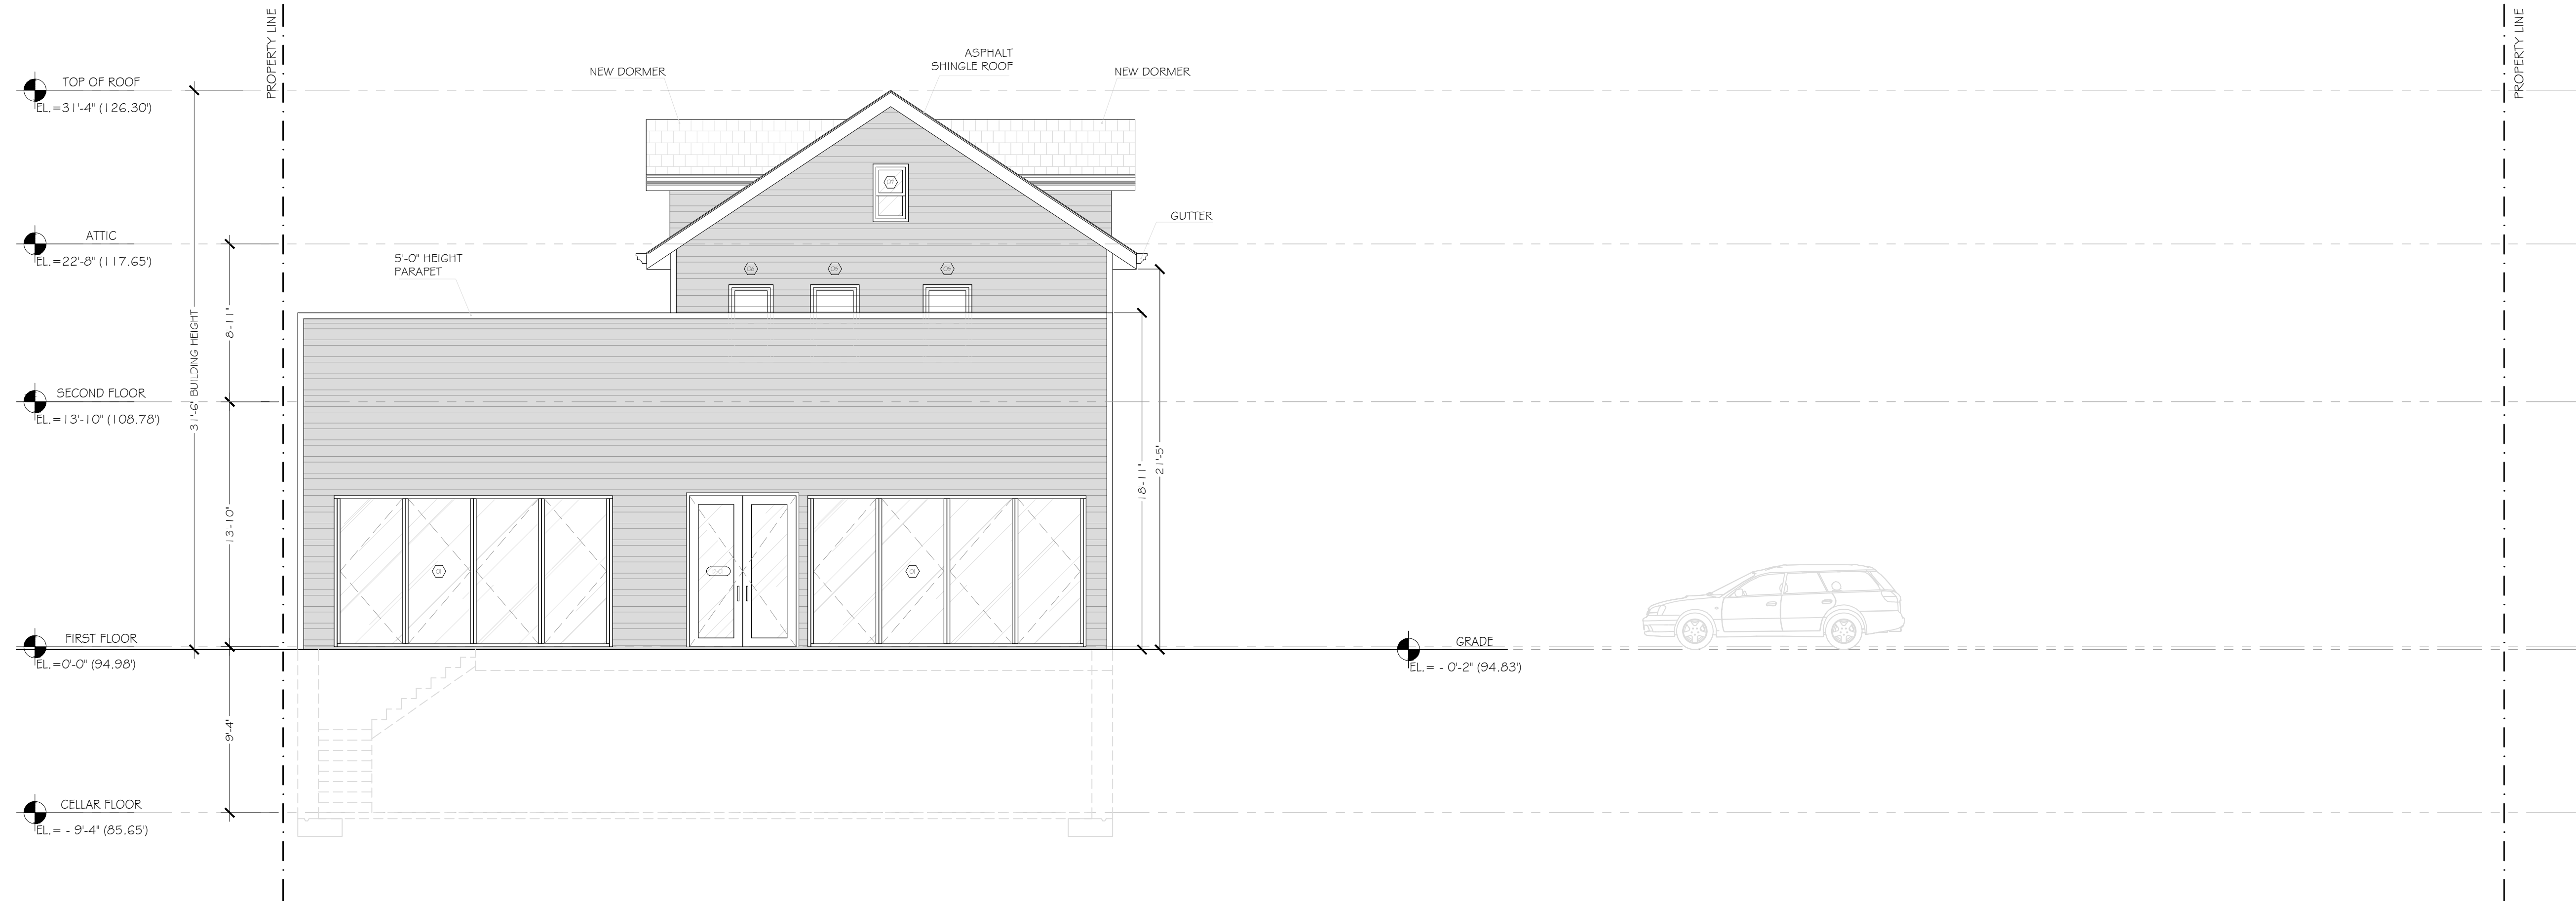 PROPERTY LINE
PROPERTY LINE
ASPHALT
SHINGLE ROOF
NEW DORMER
NEW DORMER
TOP OF ROOF
EL.=31'-4" (126.30')
GUTTER
ATTIC
EL.=22'-8" (117.65')
5'-0" HEIGHT
PARAPET
8'-11"
31'-6" BUILDING HEIGHT
SECOND FLOOR
EL.=13'-10" (108.78')
21'-5"
18'-11"
13'-10"
FIRST FLOOR
EL.=0'-0" (94.98')
GRADE
EL.= - 0'-2" (94.83')
9'-4"
CELLAR FLOOR
EL.= - 9'-4" (85.65')